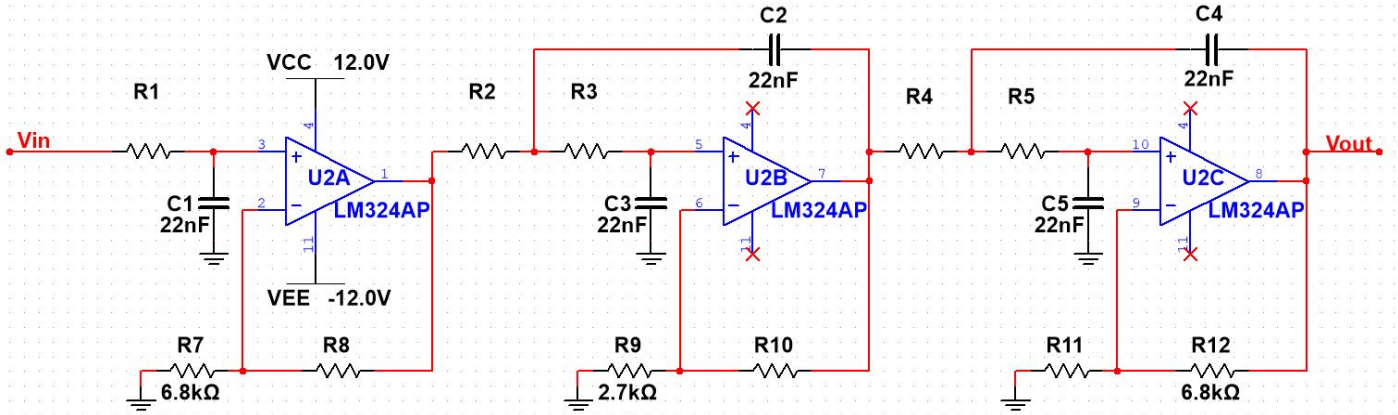 C2
22nF
C4
22nF
VCC 12.0V
R1
R2
R3
R4
R5
Vin
3
4
1
2
11
U2A
LM324AP
C1
22nF
VEE -12.0V
5
4
7
6
11
U2B
LM324AP
C3
22nF
10
4
8
9
11
U2C
LM324AP
C5
22nF
Vout
R7
6.8kΩ
R8
R9
2.7kΩ
R10
R11
R12
6.8kΩ